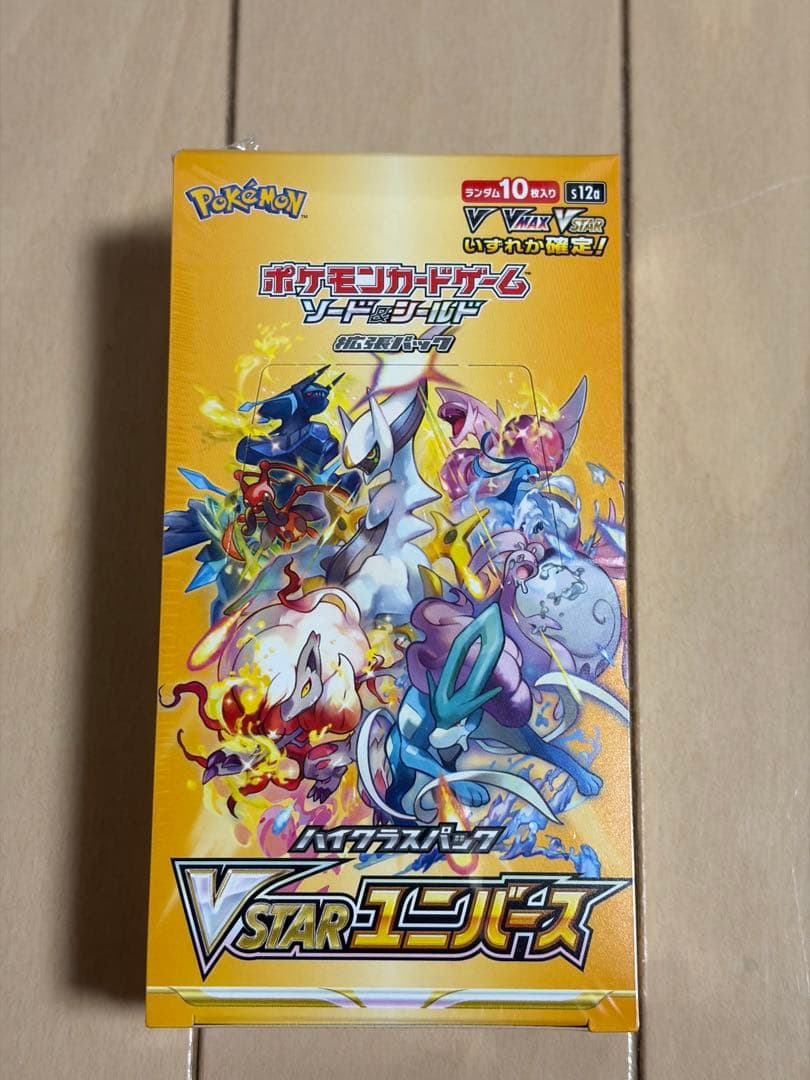 Pokémon™
ランダム10枚入り s12a
V VMAX VSTAR
いずれか確定!
ポケモンカードゲーム
ソード&シールド
拡張パック
ハイクラスパック
VSTARユニバース